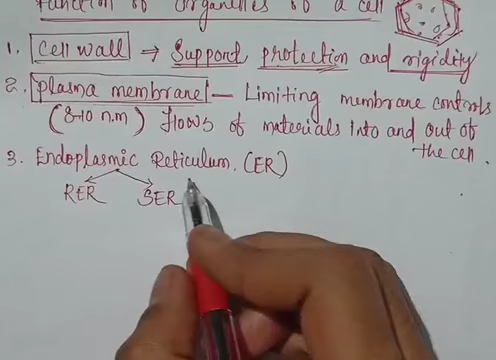 Function of Organelles of a cell
1. Cell wall → Support protection and rigidity
2. plasma membrane — Limiting membrane controls
(8-10 n.m) flows of materials into and out of
the cell.
3. Endoplasmic Reticulum. (ER)
RER SER